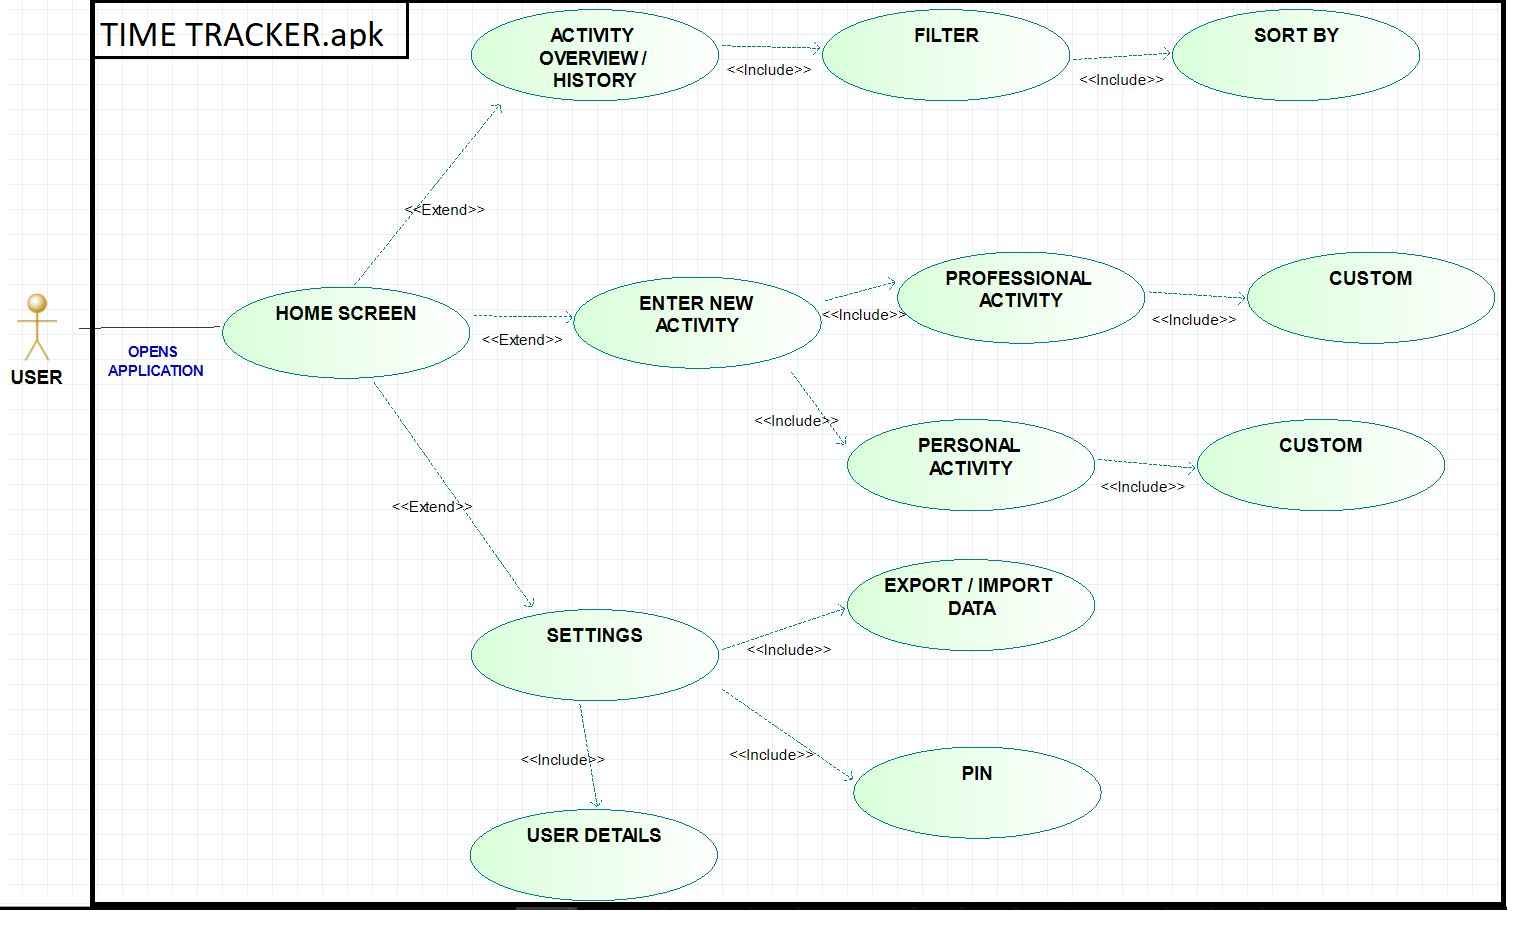 TIME TRACKER.apk
ACTIVITY
OVERVIEW /
HISTORY
<<Include>>
FILTER
<<Include>>
SORT BY
<<Extend>>
USER
OPENS
APPLICATION
HOME SCREEN
<<Extend>>
ENTER NEW
ACTIVITY
<<Include>>
PROFESSIONAL
ACTIVITY
<<Include>>
CUSTOM
<<Include>>
PERSONAL
ACTIVITY
<<Include>>
CUSTOM
<<Extend>>
SETTINGS
<<Include>>
EXPORT / IMPORT
DATA
<<Include>>
PIN
<<Include>>
USER DETAILS